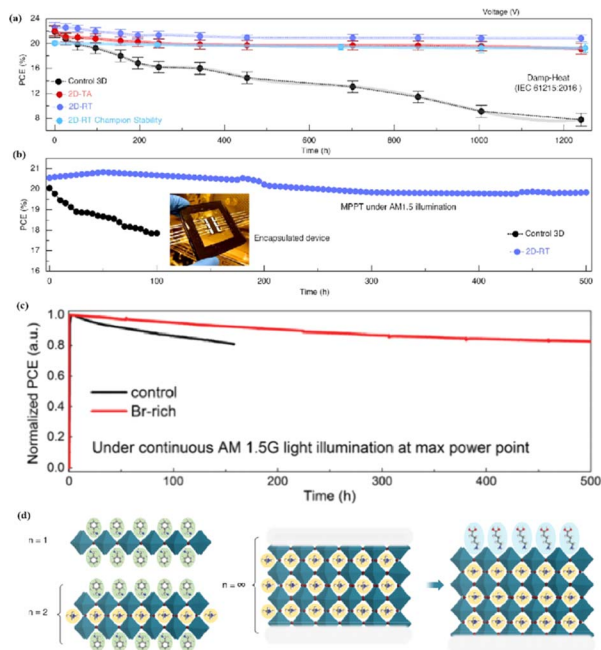 Voltage (V)
(a)
24
20
16
12
8
PCE (%)
Control 3D
2D-TA
2D-RT
2D-RT Champion Stability
Damp-Heat
(IEC 61215:2016 )
0 200 400 600 800 1000 1200
Time (h)
(b)
21
20
19
18
17
16
PCE (%)
MPPT under AM1.5 illumination
Encapsulated device
Control 3D
2D-RT
0 100 200 300 400 500
Time (h)
(c)
1.0
0.8
0.6
0.4
0.2
0.0
Normalized PCE (a.u.)
control
Br-rich
Under continuous AM 1.5G light illumination at max power point
0 100 200 300 400 500
Time (h)
(d)
n = 1
n = 2
n = ∞